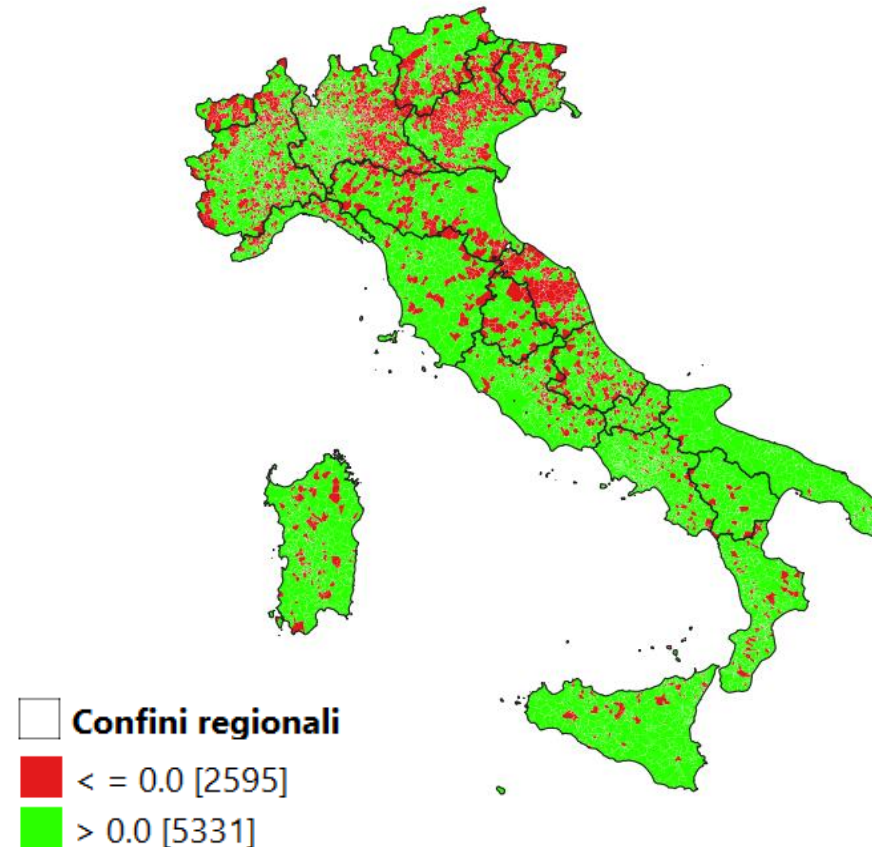 Confini regionali
< = 0.0 [2595]
> 0.0 [5331]